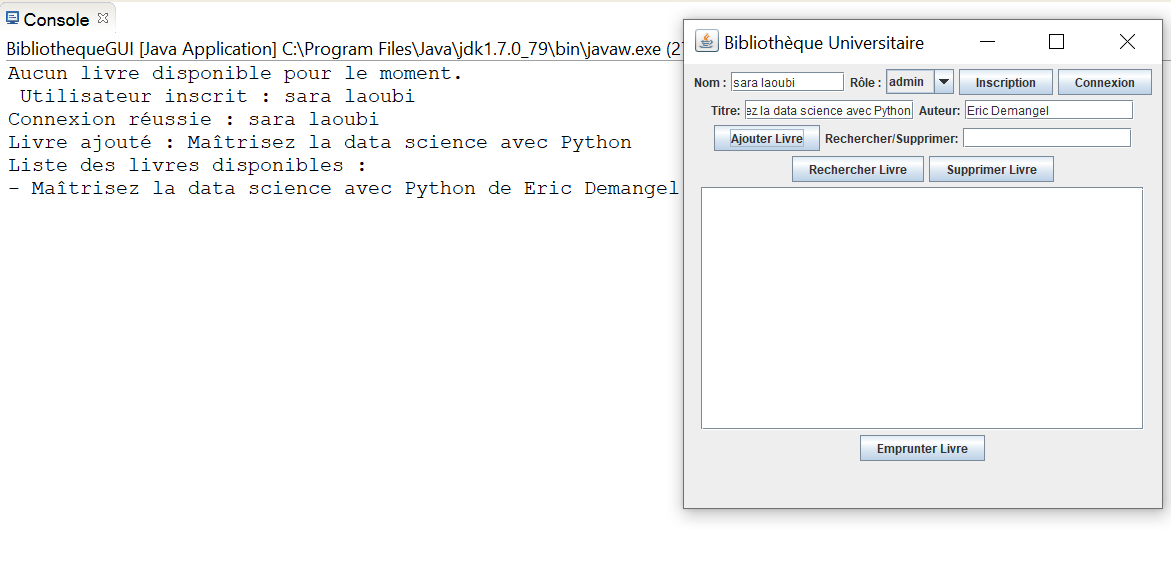 Console
BibliothequeGUI [Java Application] C:\Program Files\Java\jdk1.7.0_79\bin\javaw.exe (2
Aucun livre disponible pour le moment.
Utilisateur inscrit : sara laoubi
Connexion réussie : sara laoubi
Livre ajouté : Maîtrisez la data science avec Python
Liste des livres disponibles :
- Maîtrisez la data science avec Python de Eric Demangel
Bibliothèque Universitaire
Nom : sara laoubi Rôle : admin Inscription Connexion
Titre: ez la data science avec Python Auteur: Eric Demangel
Ajouter Livre Rechercher/Supprimer:
Rechercher Livre Supprimer Livre
Emprunter Livre